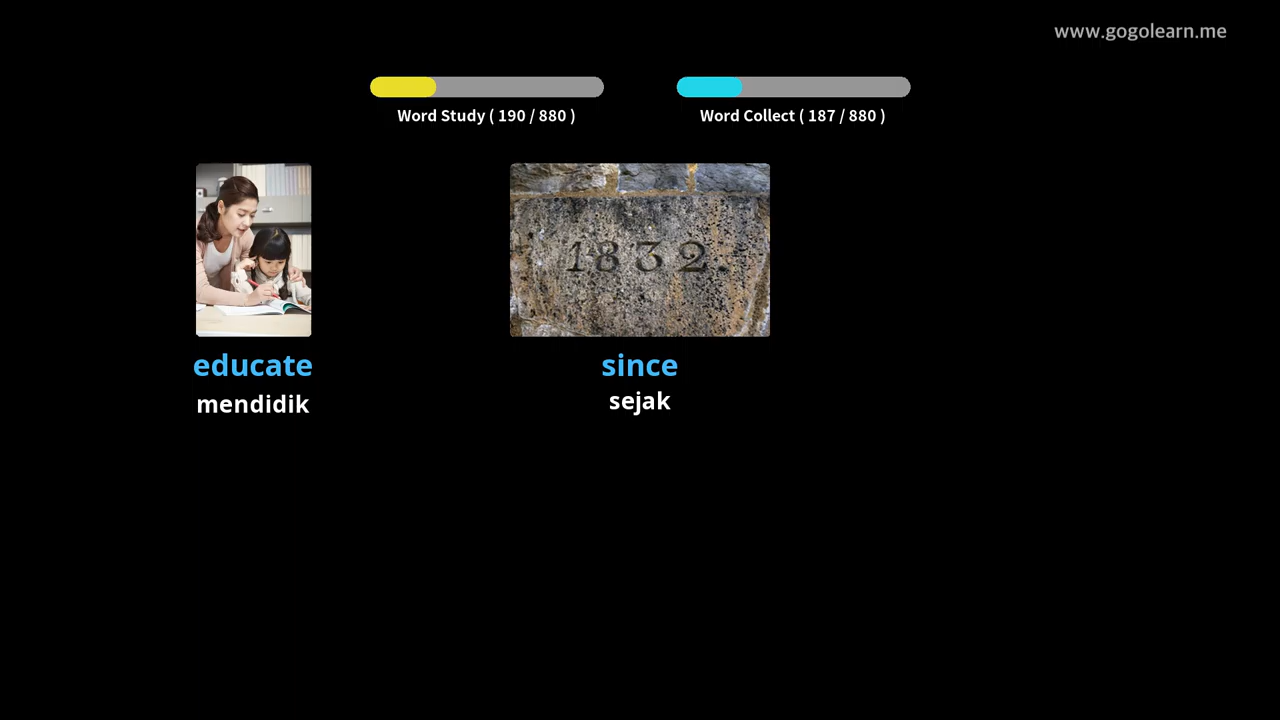 www.gogolearn.me
Word Study ( 190 / 880 )
Word Collect ( 187 / 880 )
1832.
educate
mendidik
since
sejak